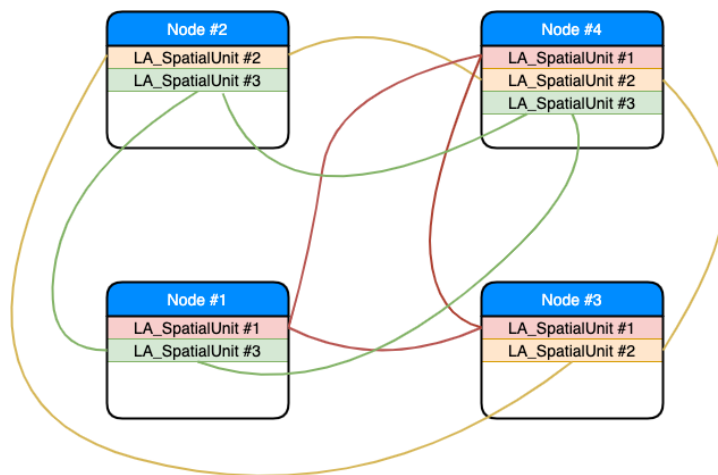 Node #2
LA_SpatialUnit #2
LA_SpatialUnit #3
Node #4
LA_SpatialUnit #1
LA_SpatialUnit #2
LA_SpatialUnit #3
Node #1
LA_SpatialUnit #1
LA_SpatialUnit #3
Node #3
LA_SpatialUnit #1
LA_SpatialUnit #2